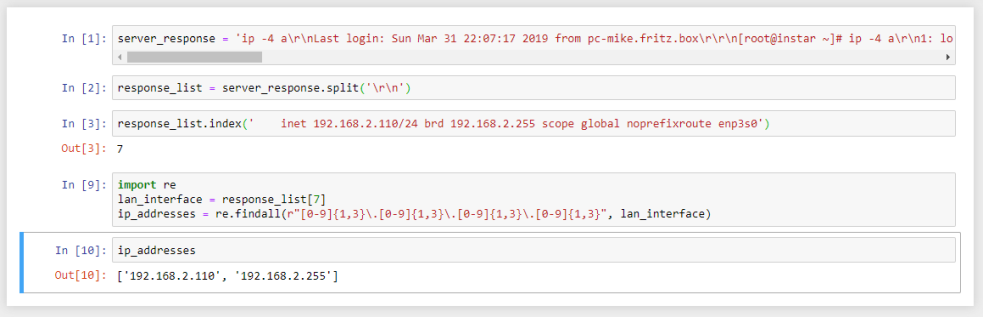 In [1]: server_response = 'ip -4 a\r\nLast login: Sun Mar 31 22:07:17 2019 from pc-mike.fritz.box\r\r\n[root@instar ~]# ip -4 a\r\n1: lo
In [2]: response_list = server_response.split('\r\n')
In [3]: response_list.index('    inet 192.168.2.110/24 brd 192.168.2.255 scope global noprefixroute enp3s0')
Out[3]: 7
In [9]: import re
lan_interface = response_list[7]
ip_addresses = re.findall(r"[0-9]{1,3}\.[0-9]{1,3}\.[0-9]{1,3}\.[0-9]{1,3}", lan_interface)
In [10]: ip_addresses
Out[10]: ['192.168.2.110', '192.168.2.255']